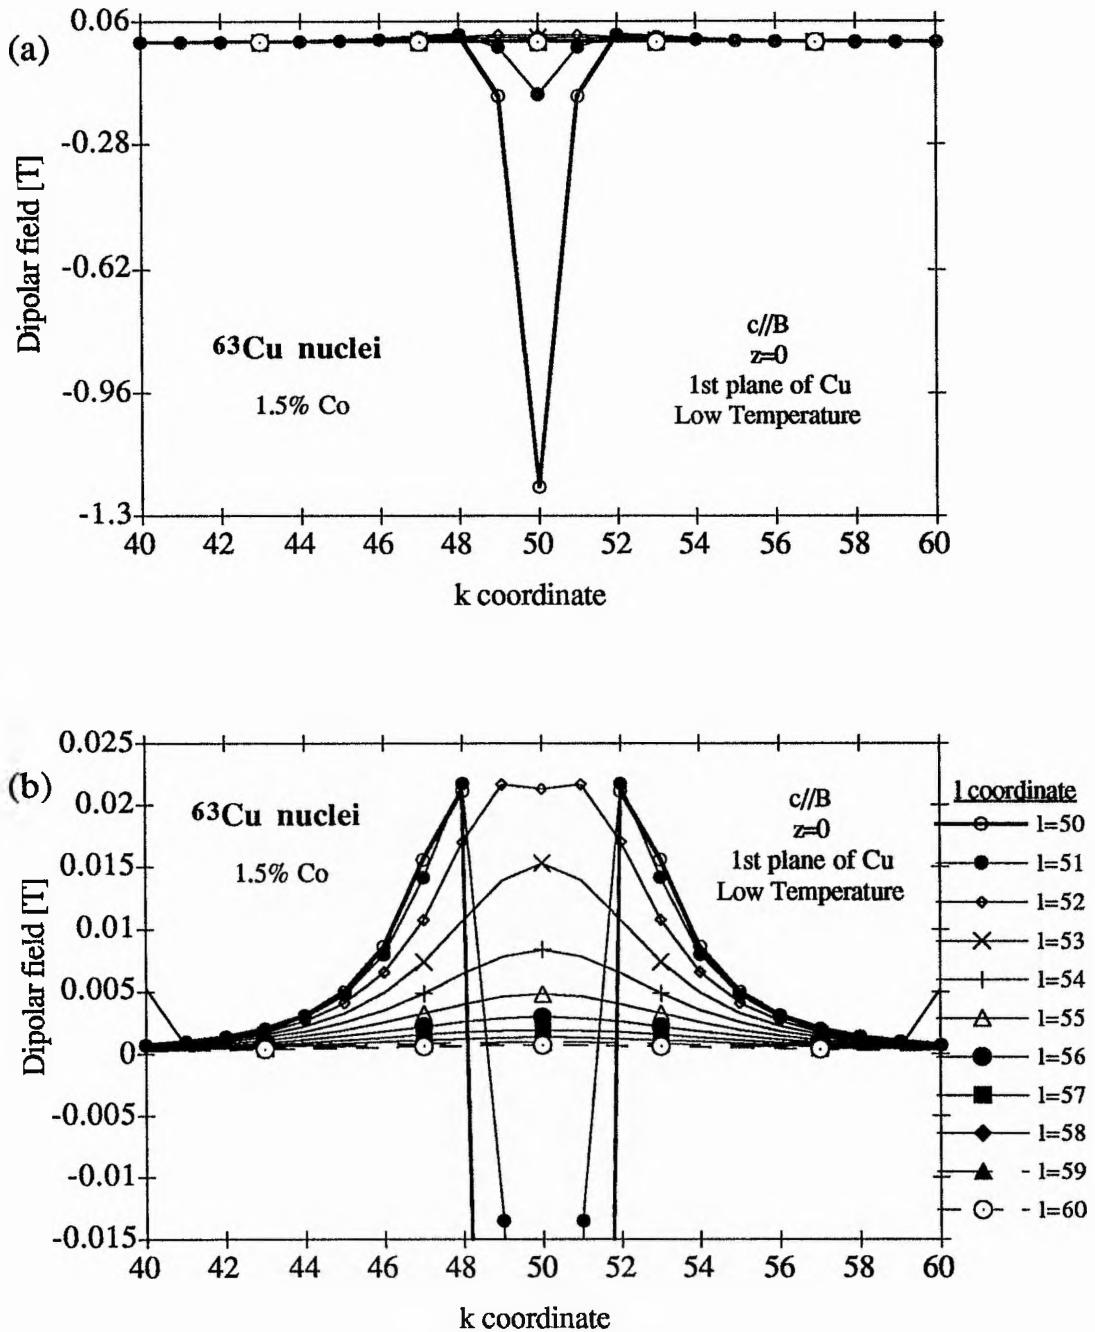 (a)
0.06
-0.28
-0.62
-0.96
-1.3
Dipolar field [T]
63Cu nuclei
1.5% Co
c//B
z=0
1st plane of Cu
Low Temperature
40 42 44 46 48 50 52 54 56 58 60
k coordinate
(b)
0.025
0.02
0.015
0.01
0.005
0
-0.005
-0.01
-0.015
Dipolar field [T]
63Cu nuclei
1.5% Co
c//B
z=0
1st plane of Cu
Low Temperature
40 42 44 46 48 50 52 54 56 58 60
k coordinate
l coordinate
l=50
l=51
l=52
l=53
l=54
l=55
l=56
l=57
l=58
l=59
l=60